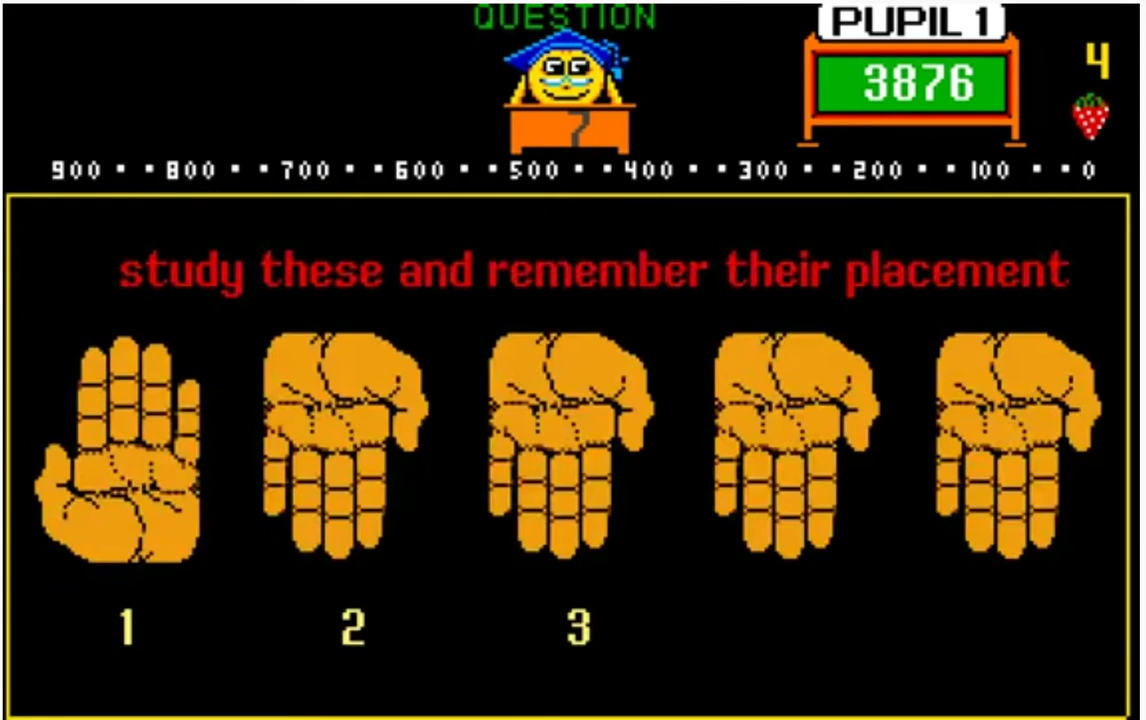 QUESTION
PUPIL 1
7
3876
4
900 · · 800 · · 700 · · 600 · · 500 · · 400 · · 300 · · 200 · · 100 · · 0
study these and remember their placement
1 2 3